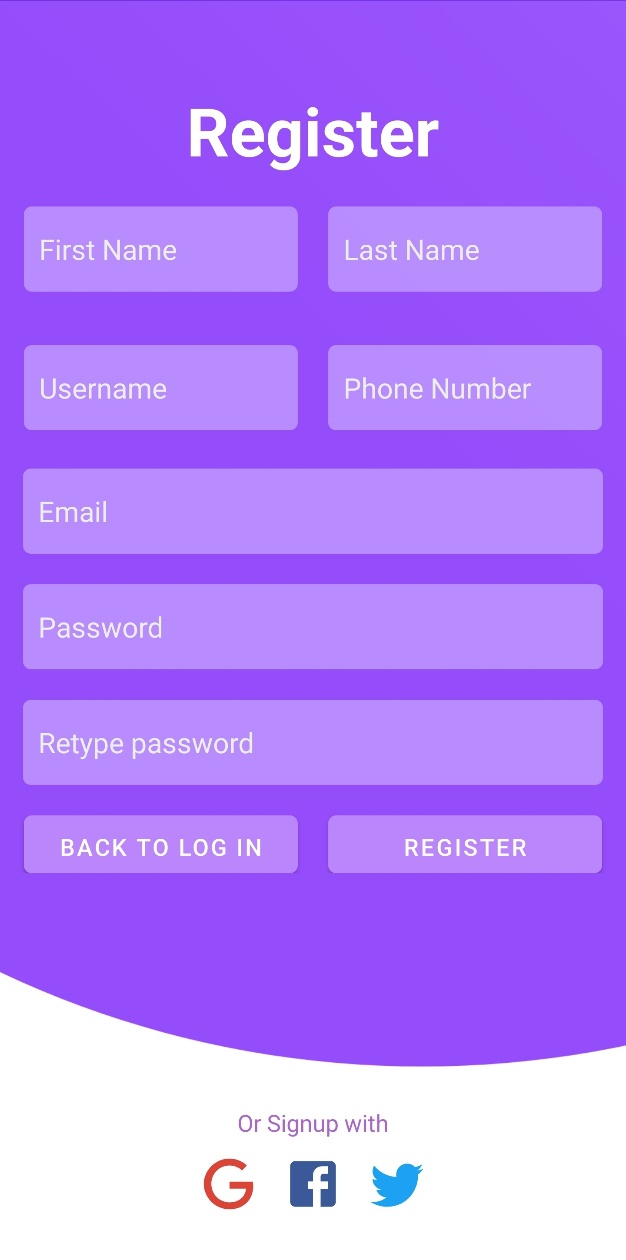 Register
First Name
Last Name
Username
Phone Number
Email
Password
Retype password
BACK TO LOG IN
REGISTER
Or Signup with